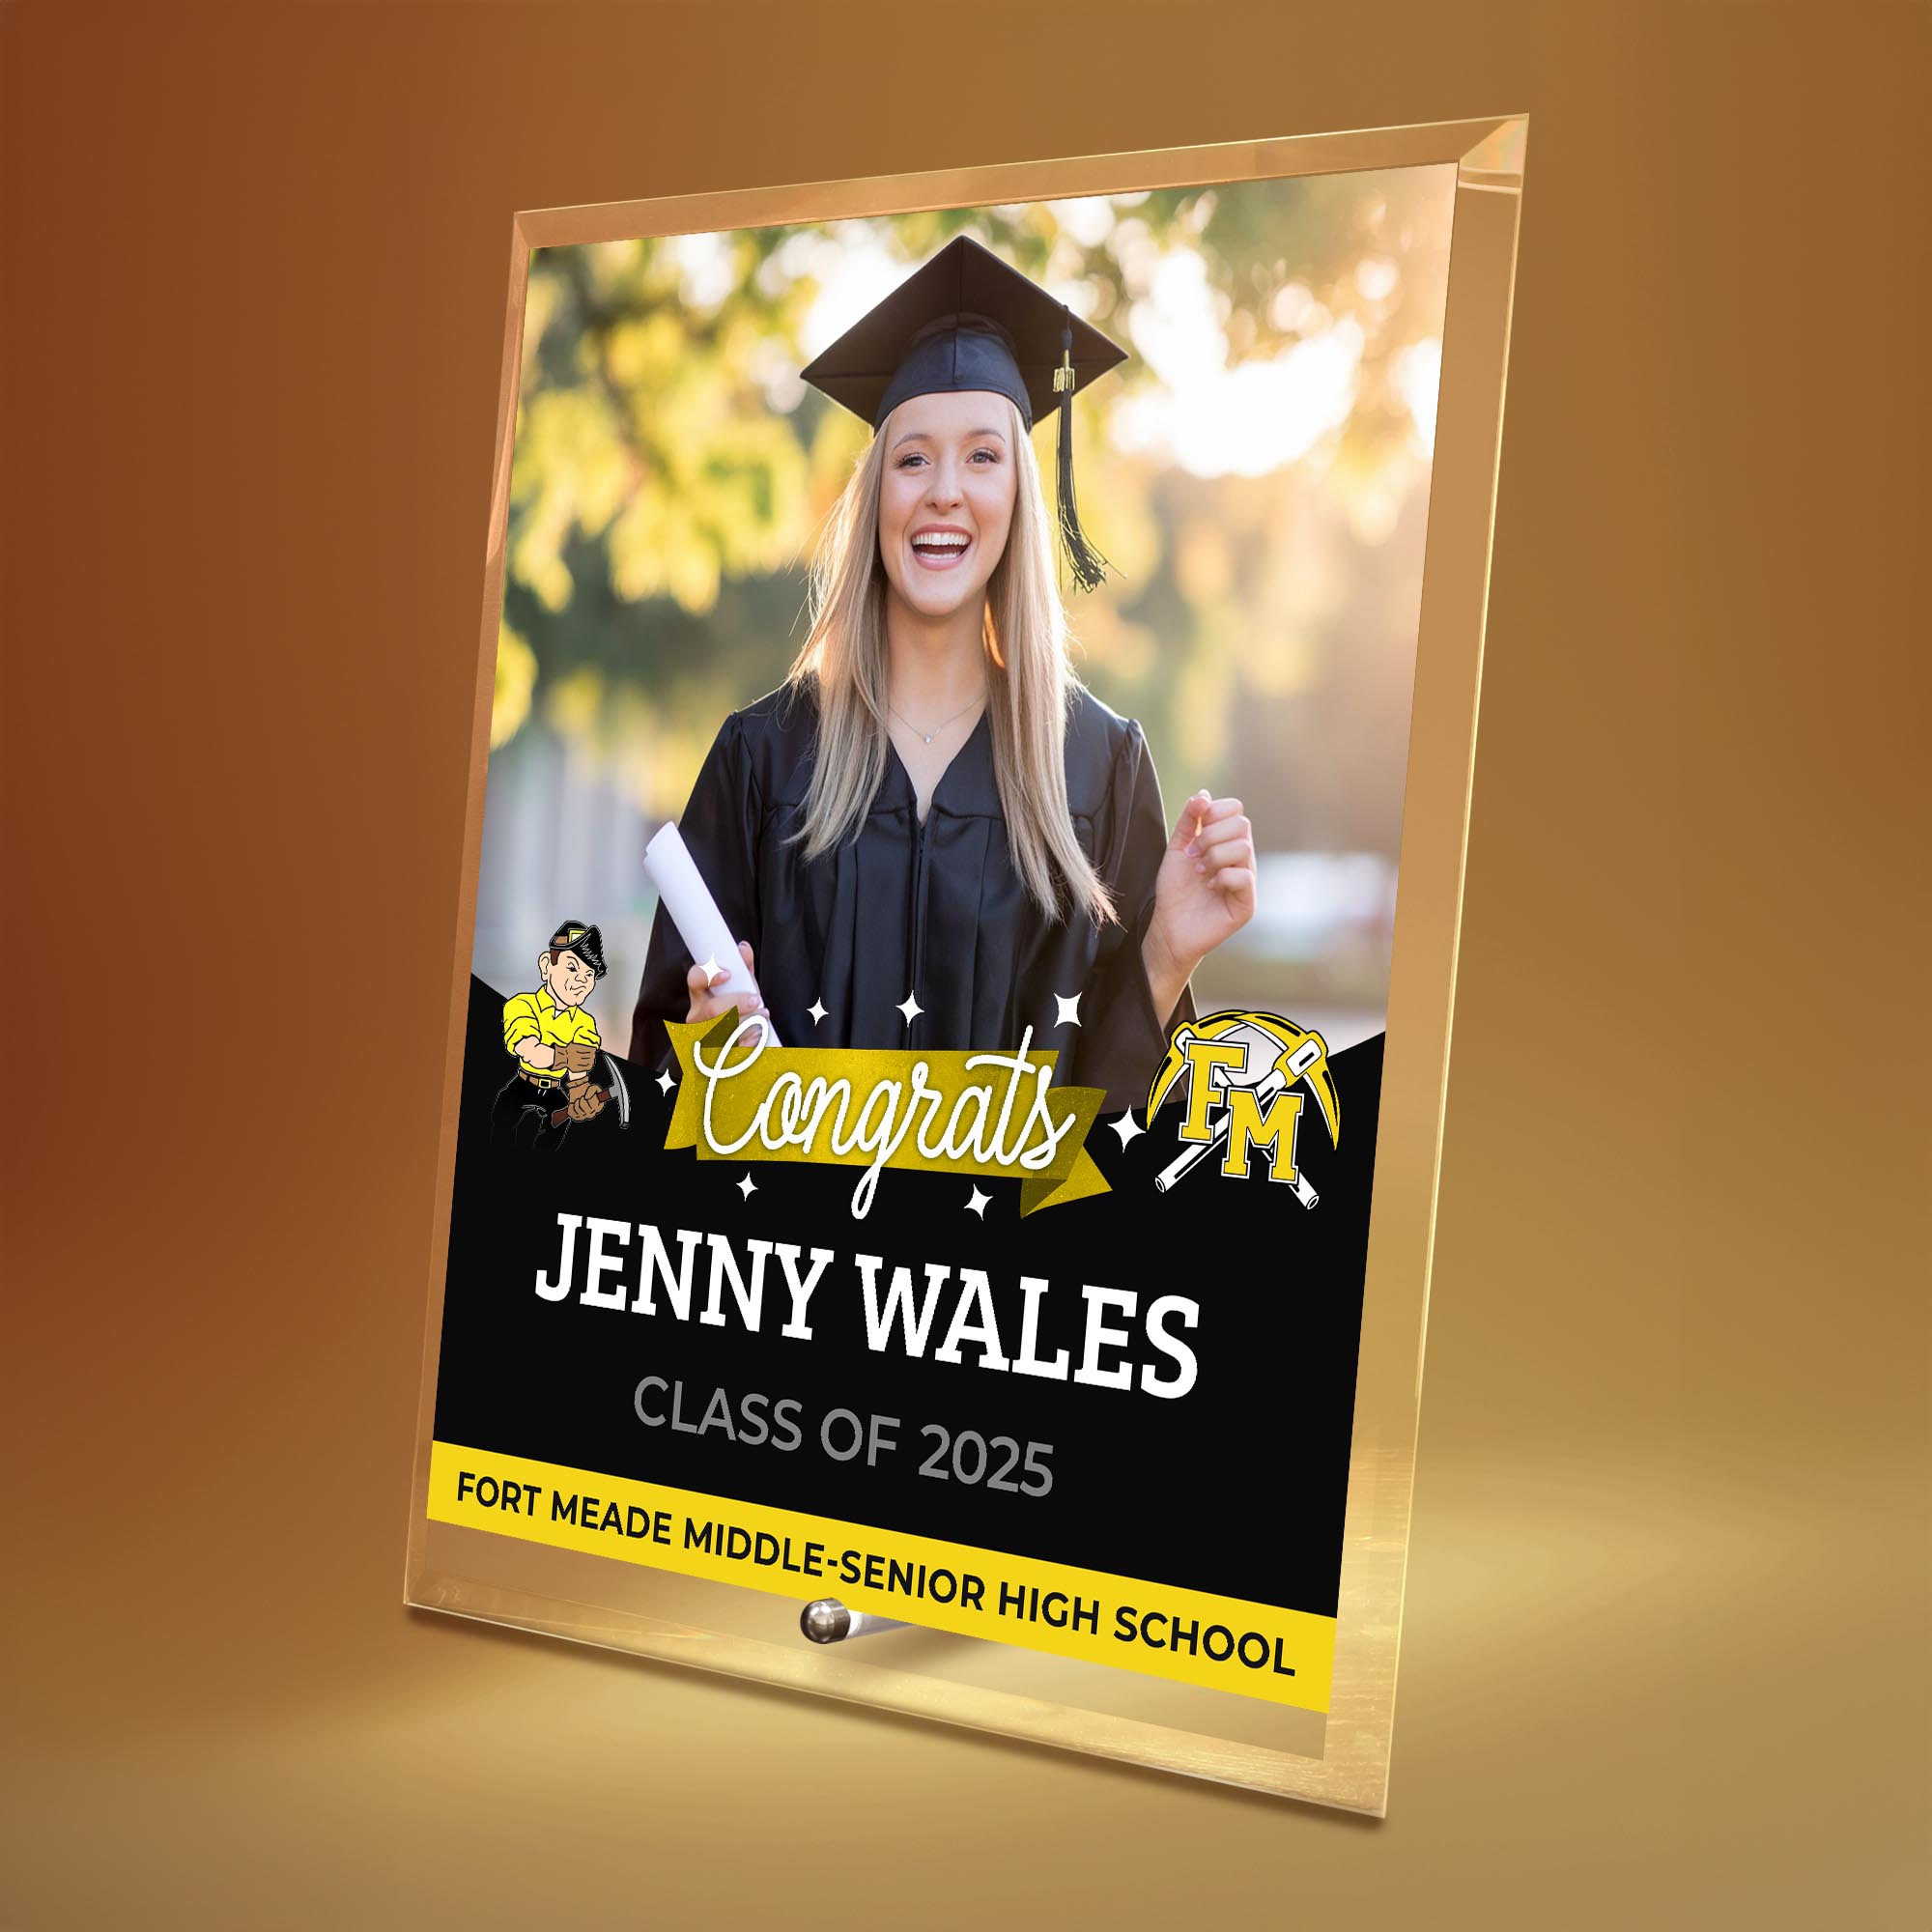 Congrats
FM
JENNY WALES
CLASS OF 2025
FORT MEADE MIDDLE-SENIOR HIGH SCHOOL